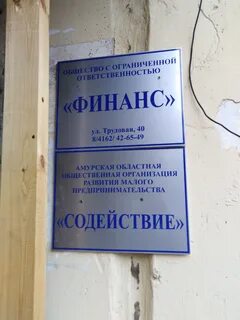 ОБЩЕСТВО С ОГРАНИЧЕННОЙ
ОТВЕТСТВЕННОСТЬЮ
«ФИНАНС»
ул. Трудовая, 40
8/4162/ 42-65-49
АМУРСКАЯ ОБЛАСТНАЯ
ОБЩЕСТВЕННАЯ ОРГАНИЗАЦИЯ
РАЗВИТИЯ МАЛОГО
ПРЕДПРИНИМАТЕЛЬСТВА
«СОДЕЙСТВИЕ»